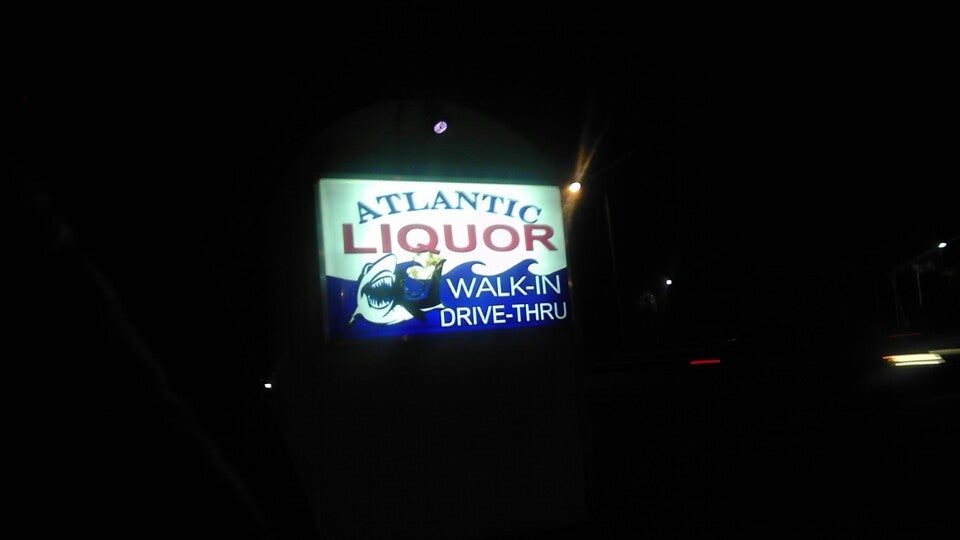 ATLANTIC
LIQUOR
WALK-IN
DRIVE-THRU